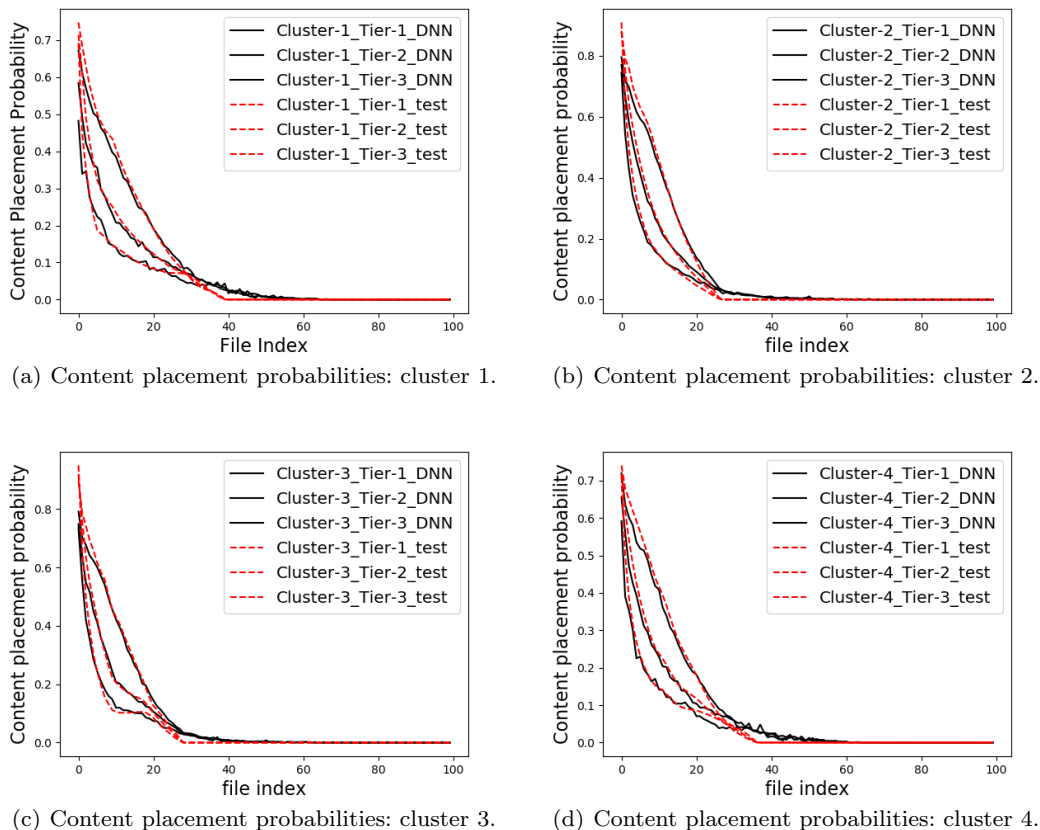 Content Placement Probability
0.7
0.6
0.5
0.4
0.3
0.2
0.1
0.0
Cluster-1_Tier-1_DNN
Cluster-1_Tier-2_DNN
Cluster-1_Tier-3_DNN
Cluster-1_Tier-1_test
Cluster-1_Tier-2_test
Cluster-1_Tier-3_test
0 20 40 60 80 100
File Index
(a) Content placement probabilities: cluster 1.
Content placement probability
0.8
0.6
0.4
0.2
0.0
Cluster-2_Tier-1_DNN
Cluster-2_Tier-2_DNN
Cluster-2_Tier-3_DNN
Cluster-2_Tier-1_test
Cluster-2_Tier-2_test
Cluster-2_Tier-3_test
0 20 40 60 80 100
file index
(b) Content placement probabilities: cluster 2.
Content placement probability
0.8
0.6
0.4
0.2
0.0
Cluster-3_Tier-1_DNN
Cluster-3_Tier-2_DNN
Cluster-3_Tier-3_DNN
Cluster-3_Tier-1_test
Cluster-3_Tier-2_test
Cluster-3_Tier-3_test
0 20 40 60 80 100
file index
(c) Content placement probabilities: cluster 3.
Content placement probability
0.7
0.6
0.5
0.4
0.3
0.2
0.1
0.0
Cluster-4_Tier-1_DNN
Cluster-4_Tier-2_DNN
Cluster-4_Tier-3_DNN
Cluster-4_Tier-1_test
Cluster-4_Tier-2_test
Cluster-4_Tier-3_test
0 20 40 60 80 100
file index
(d) Content placement probabilities: cluster 4.